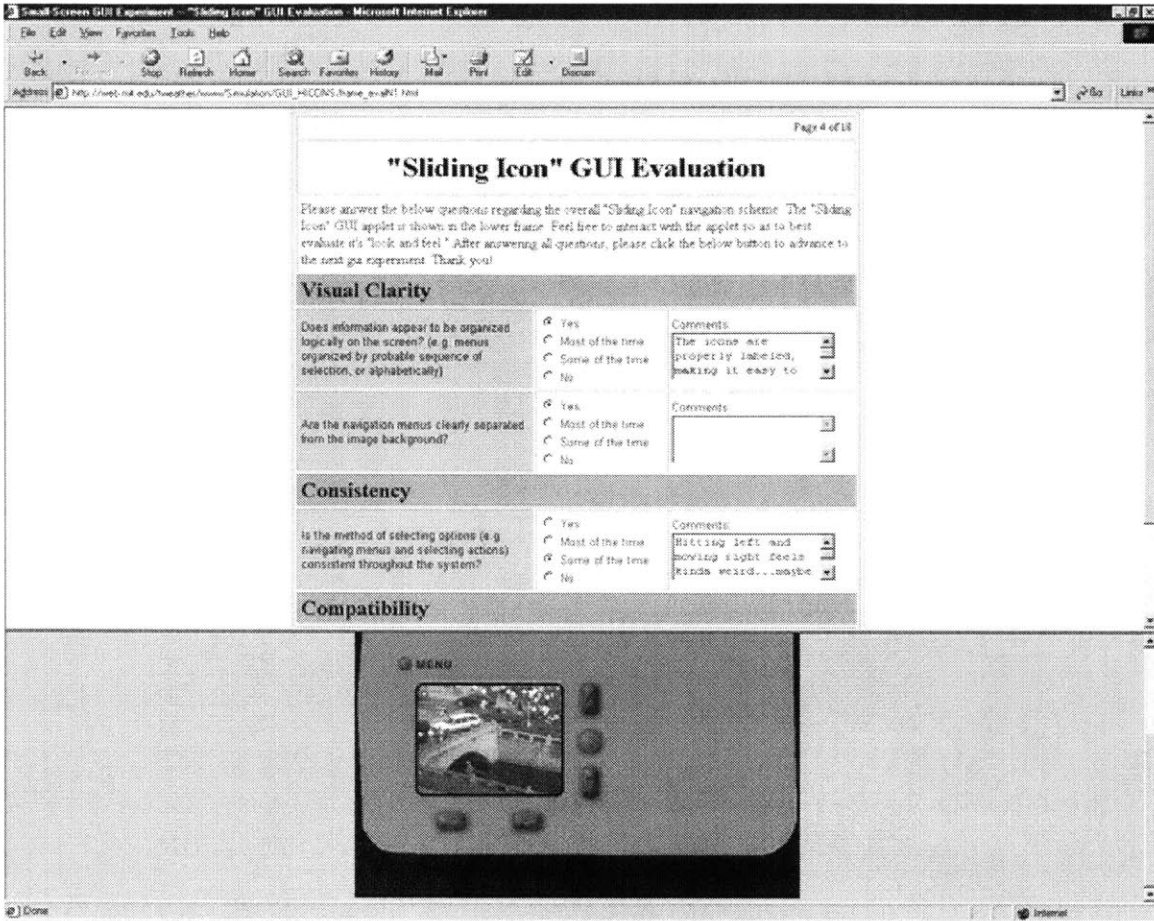 Small Screen GUI Experiment -- "Sliding Icon" GUI Evaluation - Microsoft Internet Explorer
File Edit View Favorites Tools Help
Back Forward Stop Refresh Home Search Favorites History Mail Print Edit Discuss
Address Go Links
Page 4 of 18
"Sliding Icon" GUI Evaluation
Please answer the below questions regarding the overall "Sliding Icon" navigation scheme. The "Sliding
Icon" GUI applet is shown in the lower frame. Feel free to interact with the applet so as to best
evaluate it's "look and feel." After answering all questions, please click the below button to advance to
the next gui experiment. Thank you!
Visual Clarity
Does information appear to be organized
logically on the screen? (e.g. menus
organized by probable sequence of
selection, or alphabetically)
Yes
Most of the time
Some of the time
No
Comments:
The icons are
properly labeled,
making it easy to
Are the navigation menus clearly separated
from the image background?
Yes
Most of the time
Some of the time
No
Comments:
Consistency
Is the method of selecting options (e.g.
navigating menus and selecting actions)
consistent throughout the system?
Yes
Most of the time
Some of the time
No
Comments:
Hitting left and
moving right feels
kinda weird...maybe
Compatibility
MENU
Done
Internet